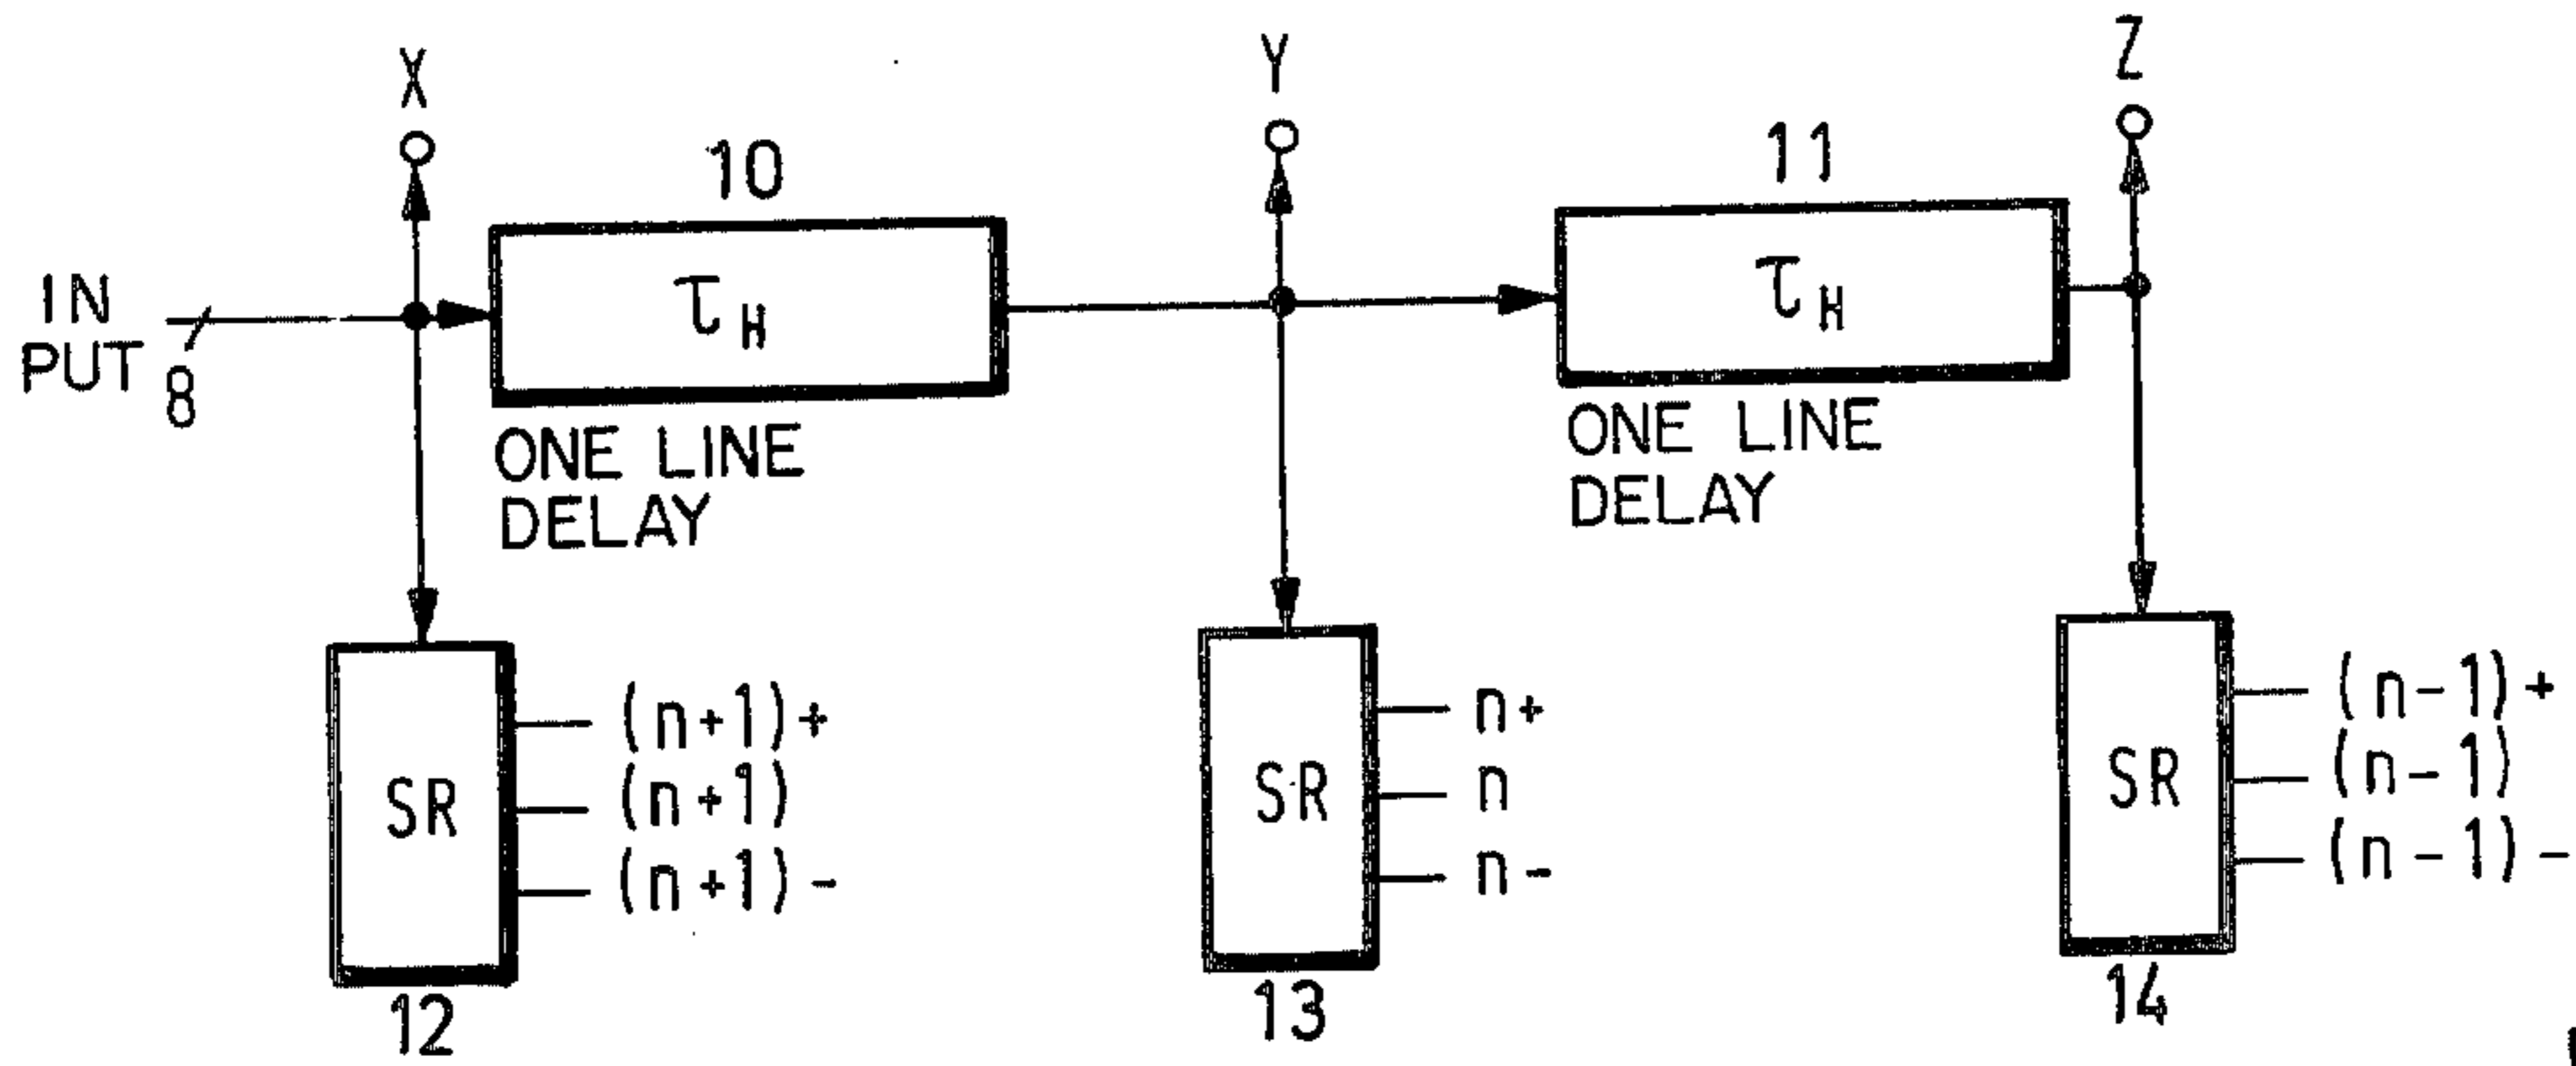 X
Y
Z
10
11
IN
PUT
8
τH
τH
ONE LINE
DELAY
ONE LINE
DELAY
SR
(n+1)+
(n+1)
(n+1)-
12
SR
n+
n
n-
13
SR
(n-1)+
(n-1)
(n-1)-
14